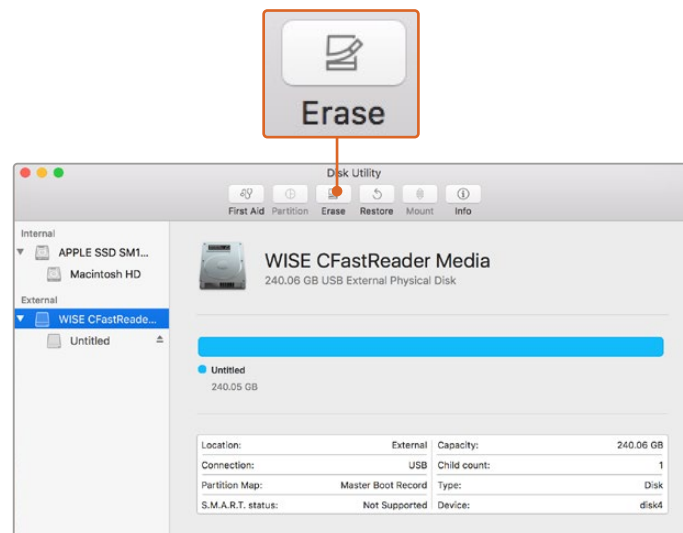 Erase
Disk Utility
First Aid Partition Erase Restore Mount Info
Internal
APPLE SSD SM1...
Macintosh HD
External
WISE CFastReade...
Untitled
WISE CFastReader Media
240.06 GB USB External Physical Disk
Untitled
240.05 GB
Location: External Capacity: 240.06 GB
Connection: USB Child count: 1
Partition Map: Master Boot Record Type: Disk
S.M.A.R.T. status: Not Supported Device: disk4